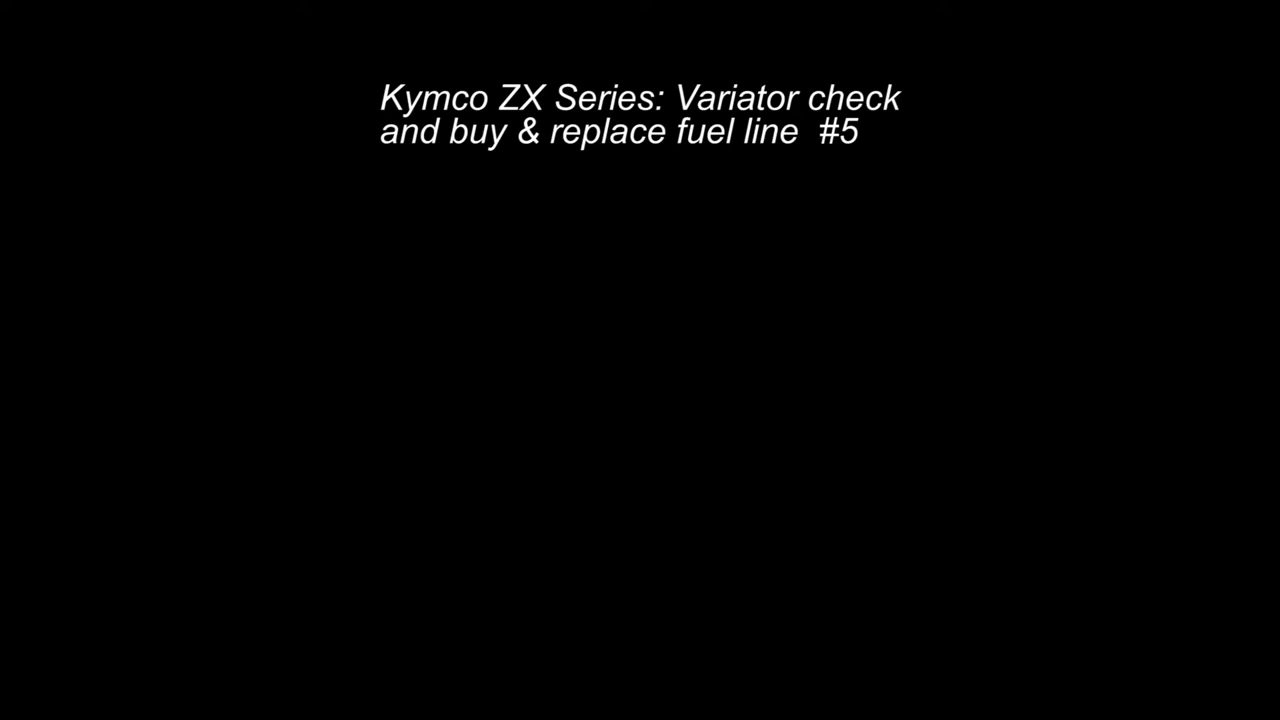 Kymco ZX Series: Variator check
and buy & replace fuel line  #5